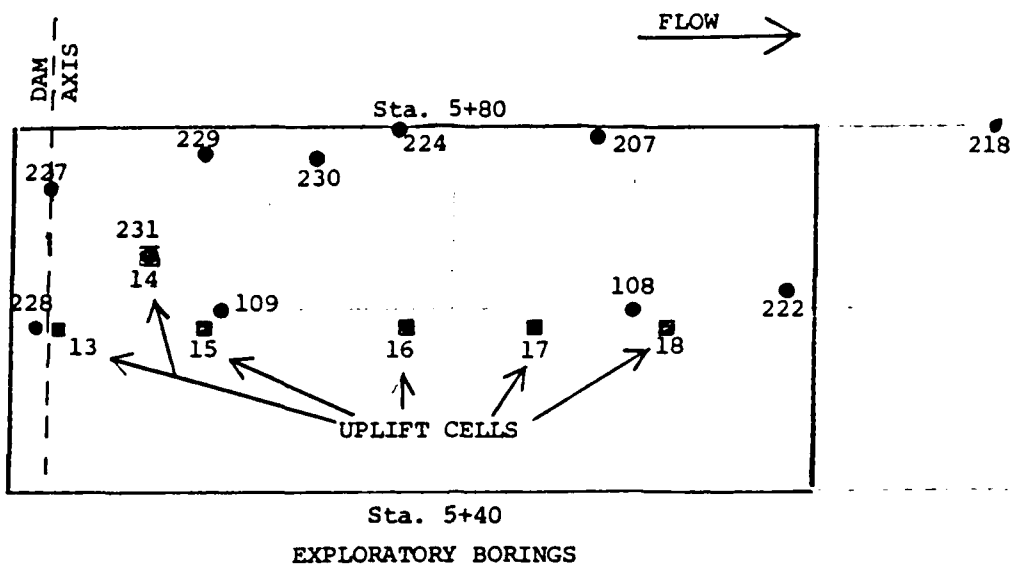 FLOW
DAM
AXIS
Sta. 5+80
229
224
207
218
227
230
231
14
228
109
108
222
13
15
16
17
18
UPLIFT CELLS
Sta. 5+40
EXPLORATORY BORINGS